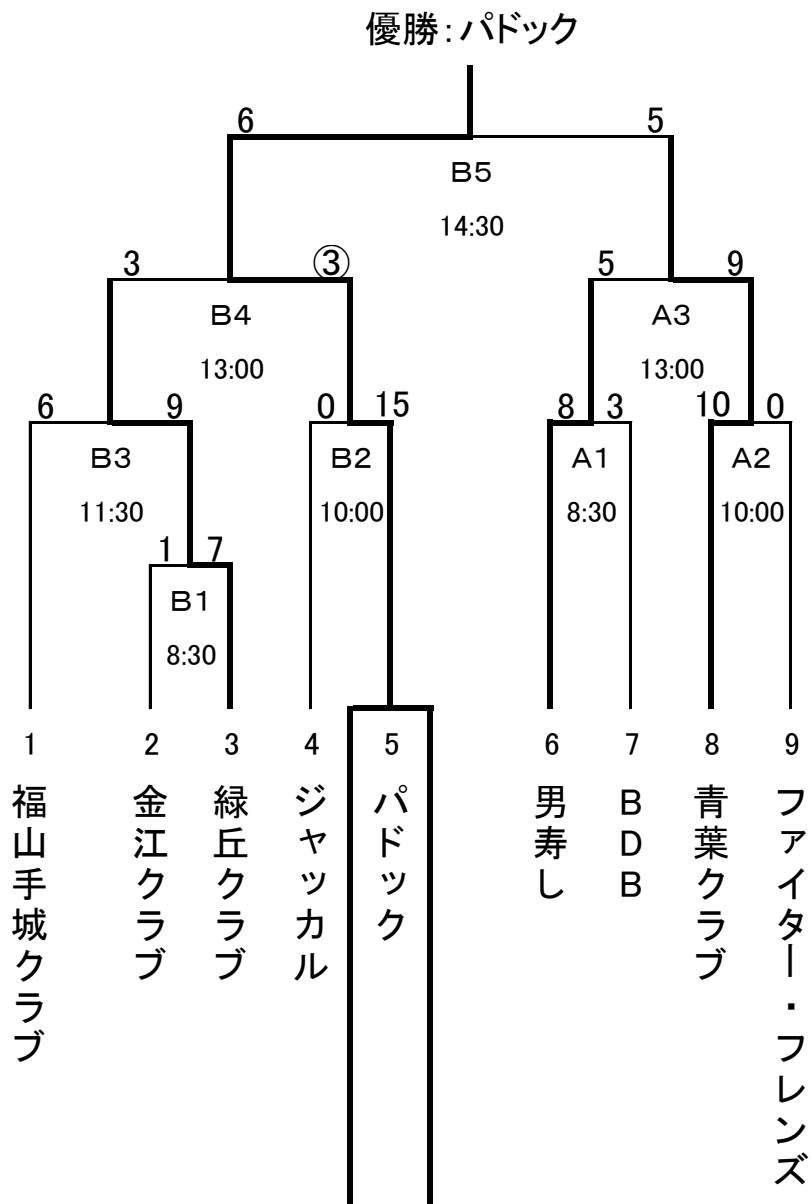 優勝：パドック
6 5
B5
14:30
3 ③ 5 9
B4 A3
13:00 13:00
6 9 0 15 8 3 10 0
B3 B2 A1 A2
11:30 10:00 8:30 10:00
1 7
B1
8:30
1 2 3 4 5 6 7 8 9
福山手城クラブ
金江クラブ
緑丘クラブ
ジャッカル
パドック
男寿し
BDB
青葉クラブ
ファイター・フレンズ